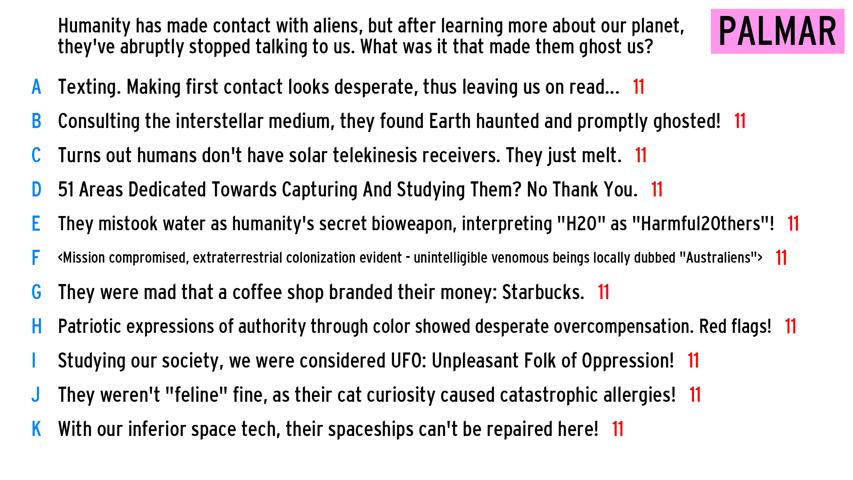 Humanity has made contact with aliens, but after learning more about our planet,
they've abruptly stopped talking to us. What was it that made them ghost us?
PALMAR
A Texting. Making first contact looks desperate, thus leaving us on read... 11
B Consulting the interstellar medium, they found Earth haunted and promptly ghosted! 11
C Turns out humans don't have solar telekinesis receivers. They just melt. 11
D 51 Areas Dedicated Towards Capturing And Studying Them? No Thank You. 11
E They mistook water as humanity's secret bioweapon, interpreting "H20" as "Harmful20thers"! 11
F <Mission compromised, extraterrestrial colonization evident - unintelligible venomous beings locally dubbed "Australiens"> 11
G They were mad that a coffee shop branded their money: Starbucks. 11
H Patriotic expressions of authority through color showed desperate overcompensation. Red flags! 11
I Studying our society, we were considered UFO: Unpleasant Folk of Oppression! 11
J They weren't "feline" fine, as their cat curiosity caused catastrophic allergies! 11
K With our inferior space tech, their spaceships can't be repaired here! 11